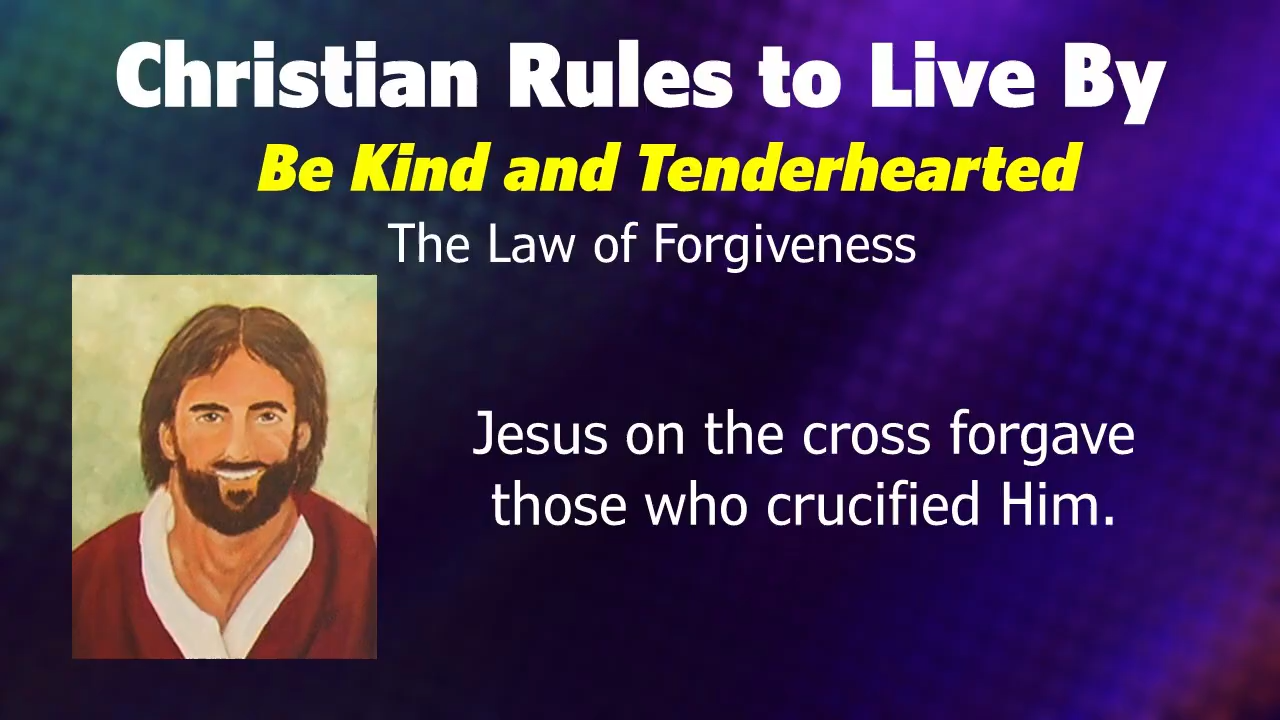 Christian Rules to Live By
Be Kind and Tenderhearted
The Law of Forgiveness
Jesus on the cross forgave
those who crucified Him.